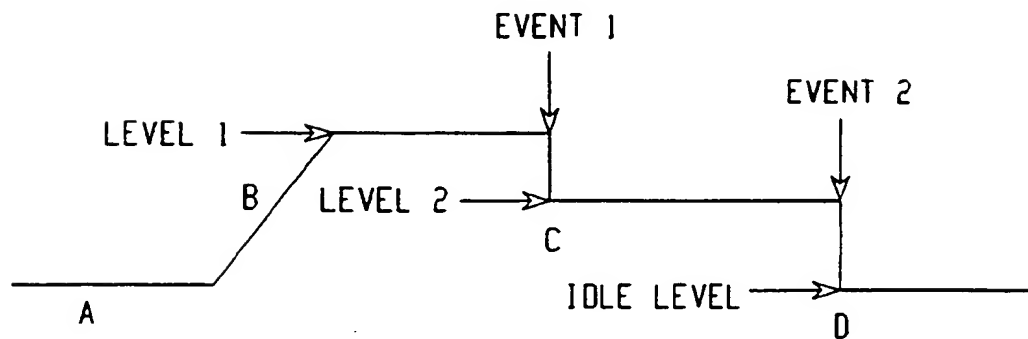 EVENT 1
EVENT 2
LEVEL 1
B
LEVEL 2
C
IDLE LEVEL
A
D